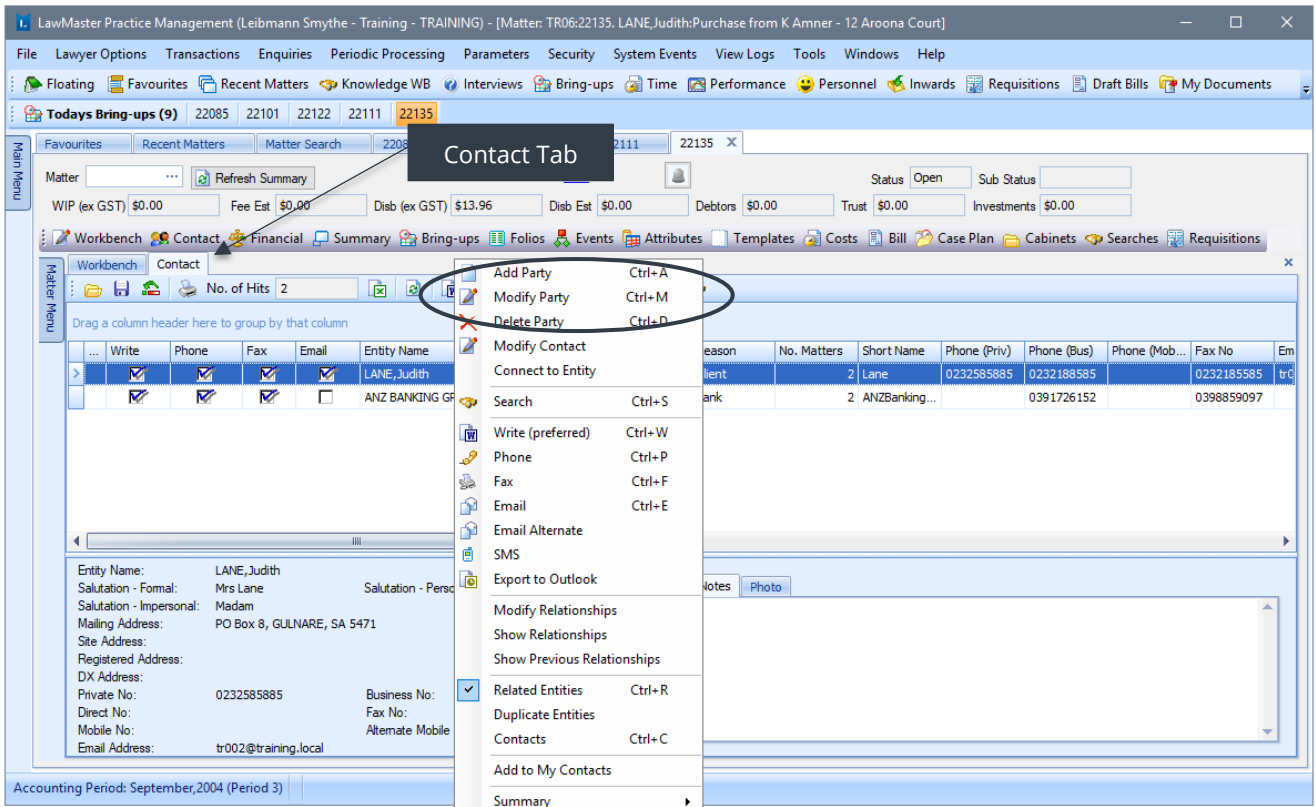 LawMaster Practice Management (Leibmann Smythe - Training - TRAINING) - [Matter: TR06:22135. LANE,Judith:Purchase from K Amner - 12 Aroona Court]
File Lawyer Options Transactions Enquiries Periodic Processing Parameters Security System Events View Logs Tools Windows Help
Floating Favourites Recent Matters Knowledge WB Interviews Bring-ups Time Performance Personnel Inwards Requisitions Draft Bills My Documents
Todays Bring-ups (9) 22085 22101 22122 22111 22135
Main Menu
Favourites Recent Matters Matter Search 2208 2111 22135 X
Contact Tab
Matter ... Refresh Summary Status Open Sub Status
WIP (ex GST) $0.00 Fee Est $0.00 Disb (ex GST) $13.96 Disb Est $0.00 Debtors $0.00 Trust $0.00 Investments $0.00
Workbench Contact Financial Summary Bring-ups Folios Events Attributes Templates Costs Bill Case Plan Cabinets Searches Requisitions
Matter Menu
Workbench Contact
No. of Hits 2
Drag a column header here to group by that column
... Write Phone Fax Email Entity Name eason No. Matters Short Name Phone (Priv) Phone (Bus) Phone (Mob... Fax No Em
LANE,Judith lient 2 Lane 0232585885 0232188585 0232185585 tr0
ANZ BANKING GR ank 2 ANZBanking... 0391726152 0398859097
Add Party Ctrl+A
Modify Party Ctrl+M
Delete Party Ctrl+D
Modify Contact
Connect to Entity
Search Ctrl+S
Write (preferred) Ctrl+W
Phone Ctrl+P
Fax Ctrl+F
Email Ctrl+E
Email Alternate
SMS
Export to Outlook
Modify Relationships
Show Relationships
Show Previous Relationships
Related Entities Ctrl+R
Duplicate Entities
Contacts Ctrl+C
Add to My Contacts
Summary
Entity Name: LANE,Judith
Salutation - Formal: Mrs Lane Salutation - Perso
Salutation - Impersonal: Madam
Mailing Address: PO Box 8, GULNARE, SA 5471
Site Address:
Registered Address:
DX Address:
Private No: 0232585885 Business No:
Direct No: Fax No:
Mobile No: Alternate Mobile
Email Address: tr002@training.local
Notes Photo
Accounting Period: September,2004 (Period 3)